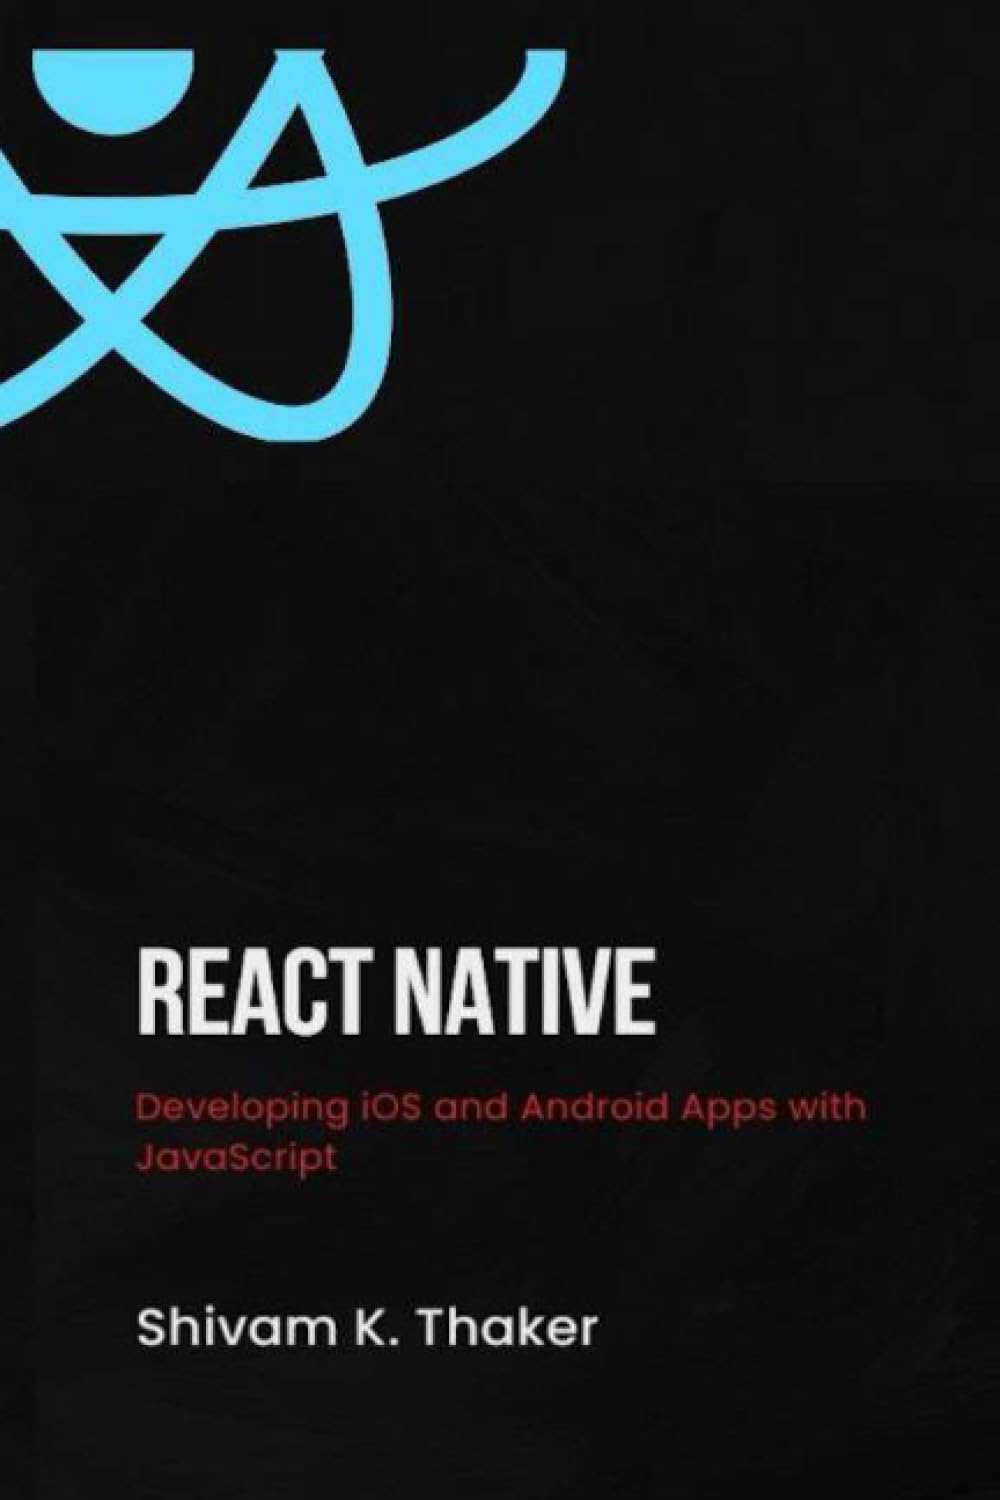 REACT NATIVE
Developing iOS and Android Apps with
JavaScript
Shivam K. Thaker